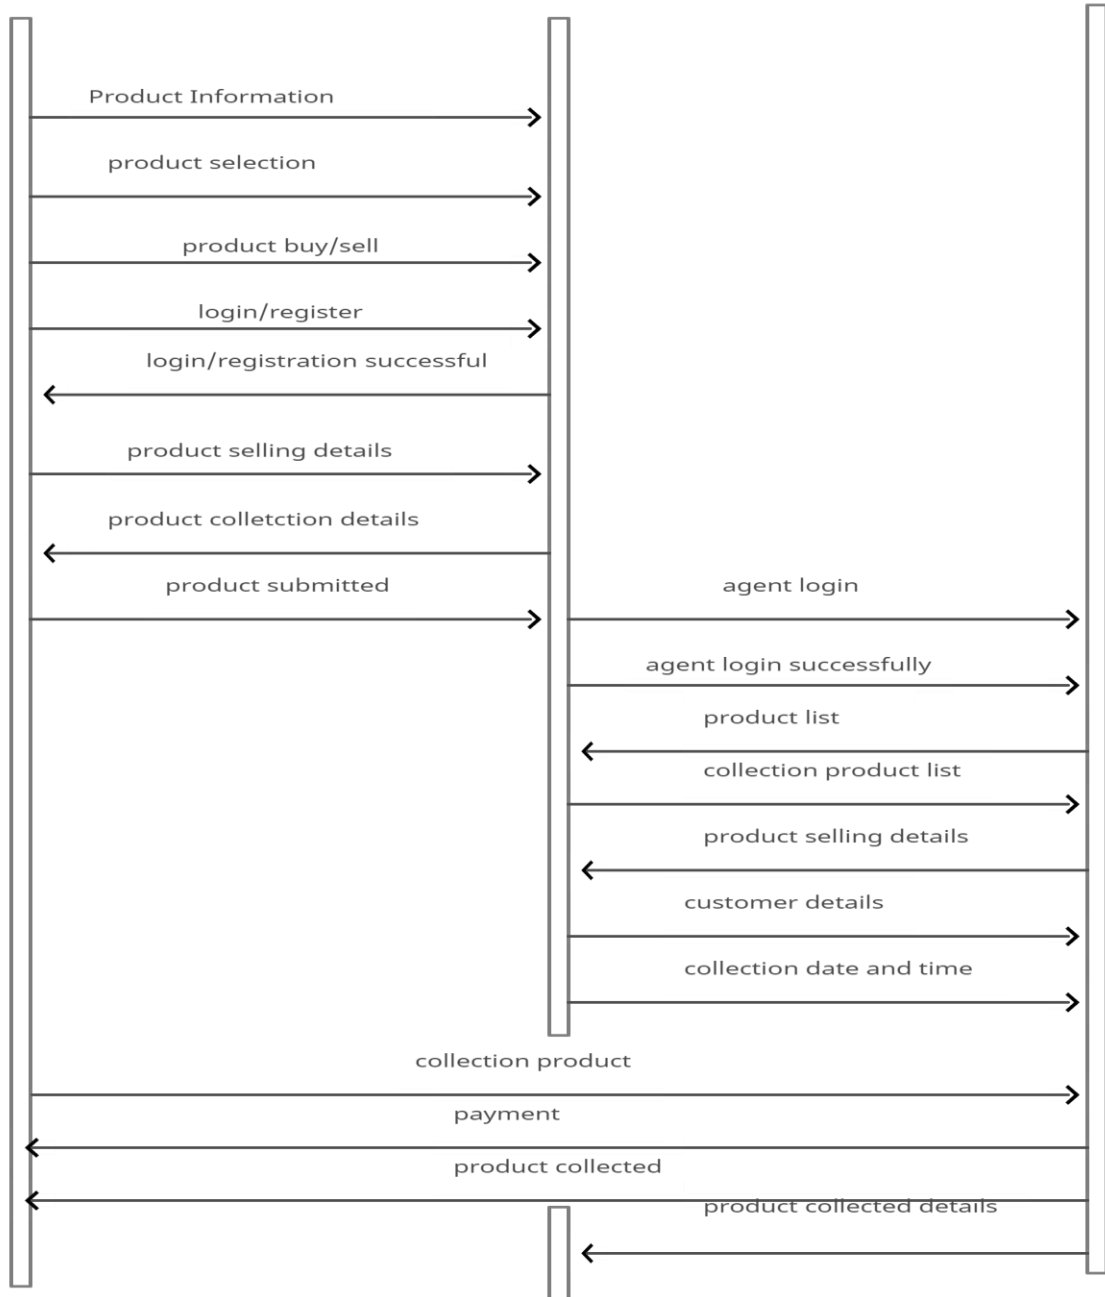 Product Information
product selection
product buy/sell
login/register
login/registration successful
product selling details
product colletction details
product submitted
agent login
agent login successfully
product list
collection product list
product selling details
customer details
collection date and time
collection product
payment
product collected
product collected details